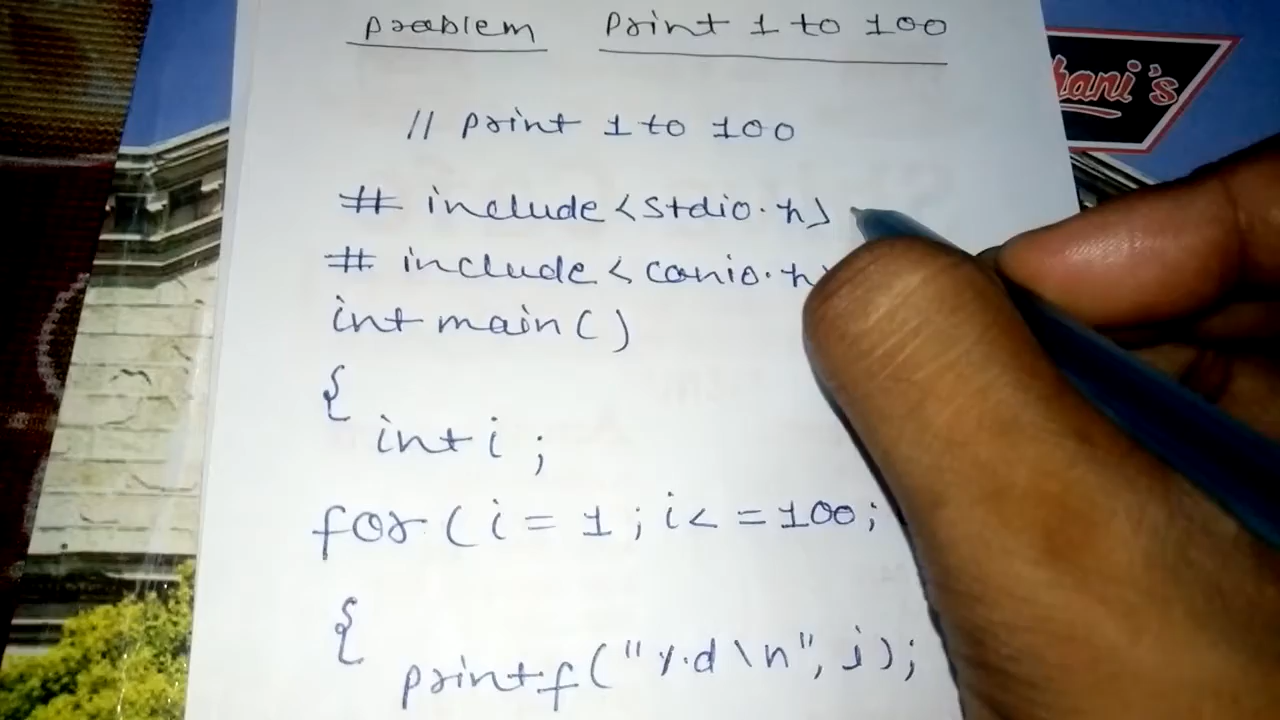 Problem Print 1 to 100
// print 1 to 100
# include <stdio.h>
# include <conio.h>
int main()
{
int i ;
for (i = 1 ; i < = 100 ;
{
printf ("%d \n", i);
hani's